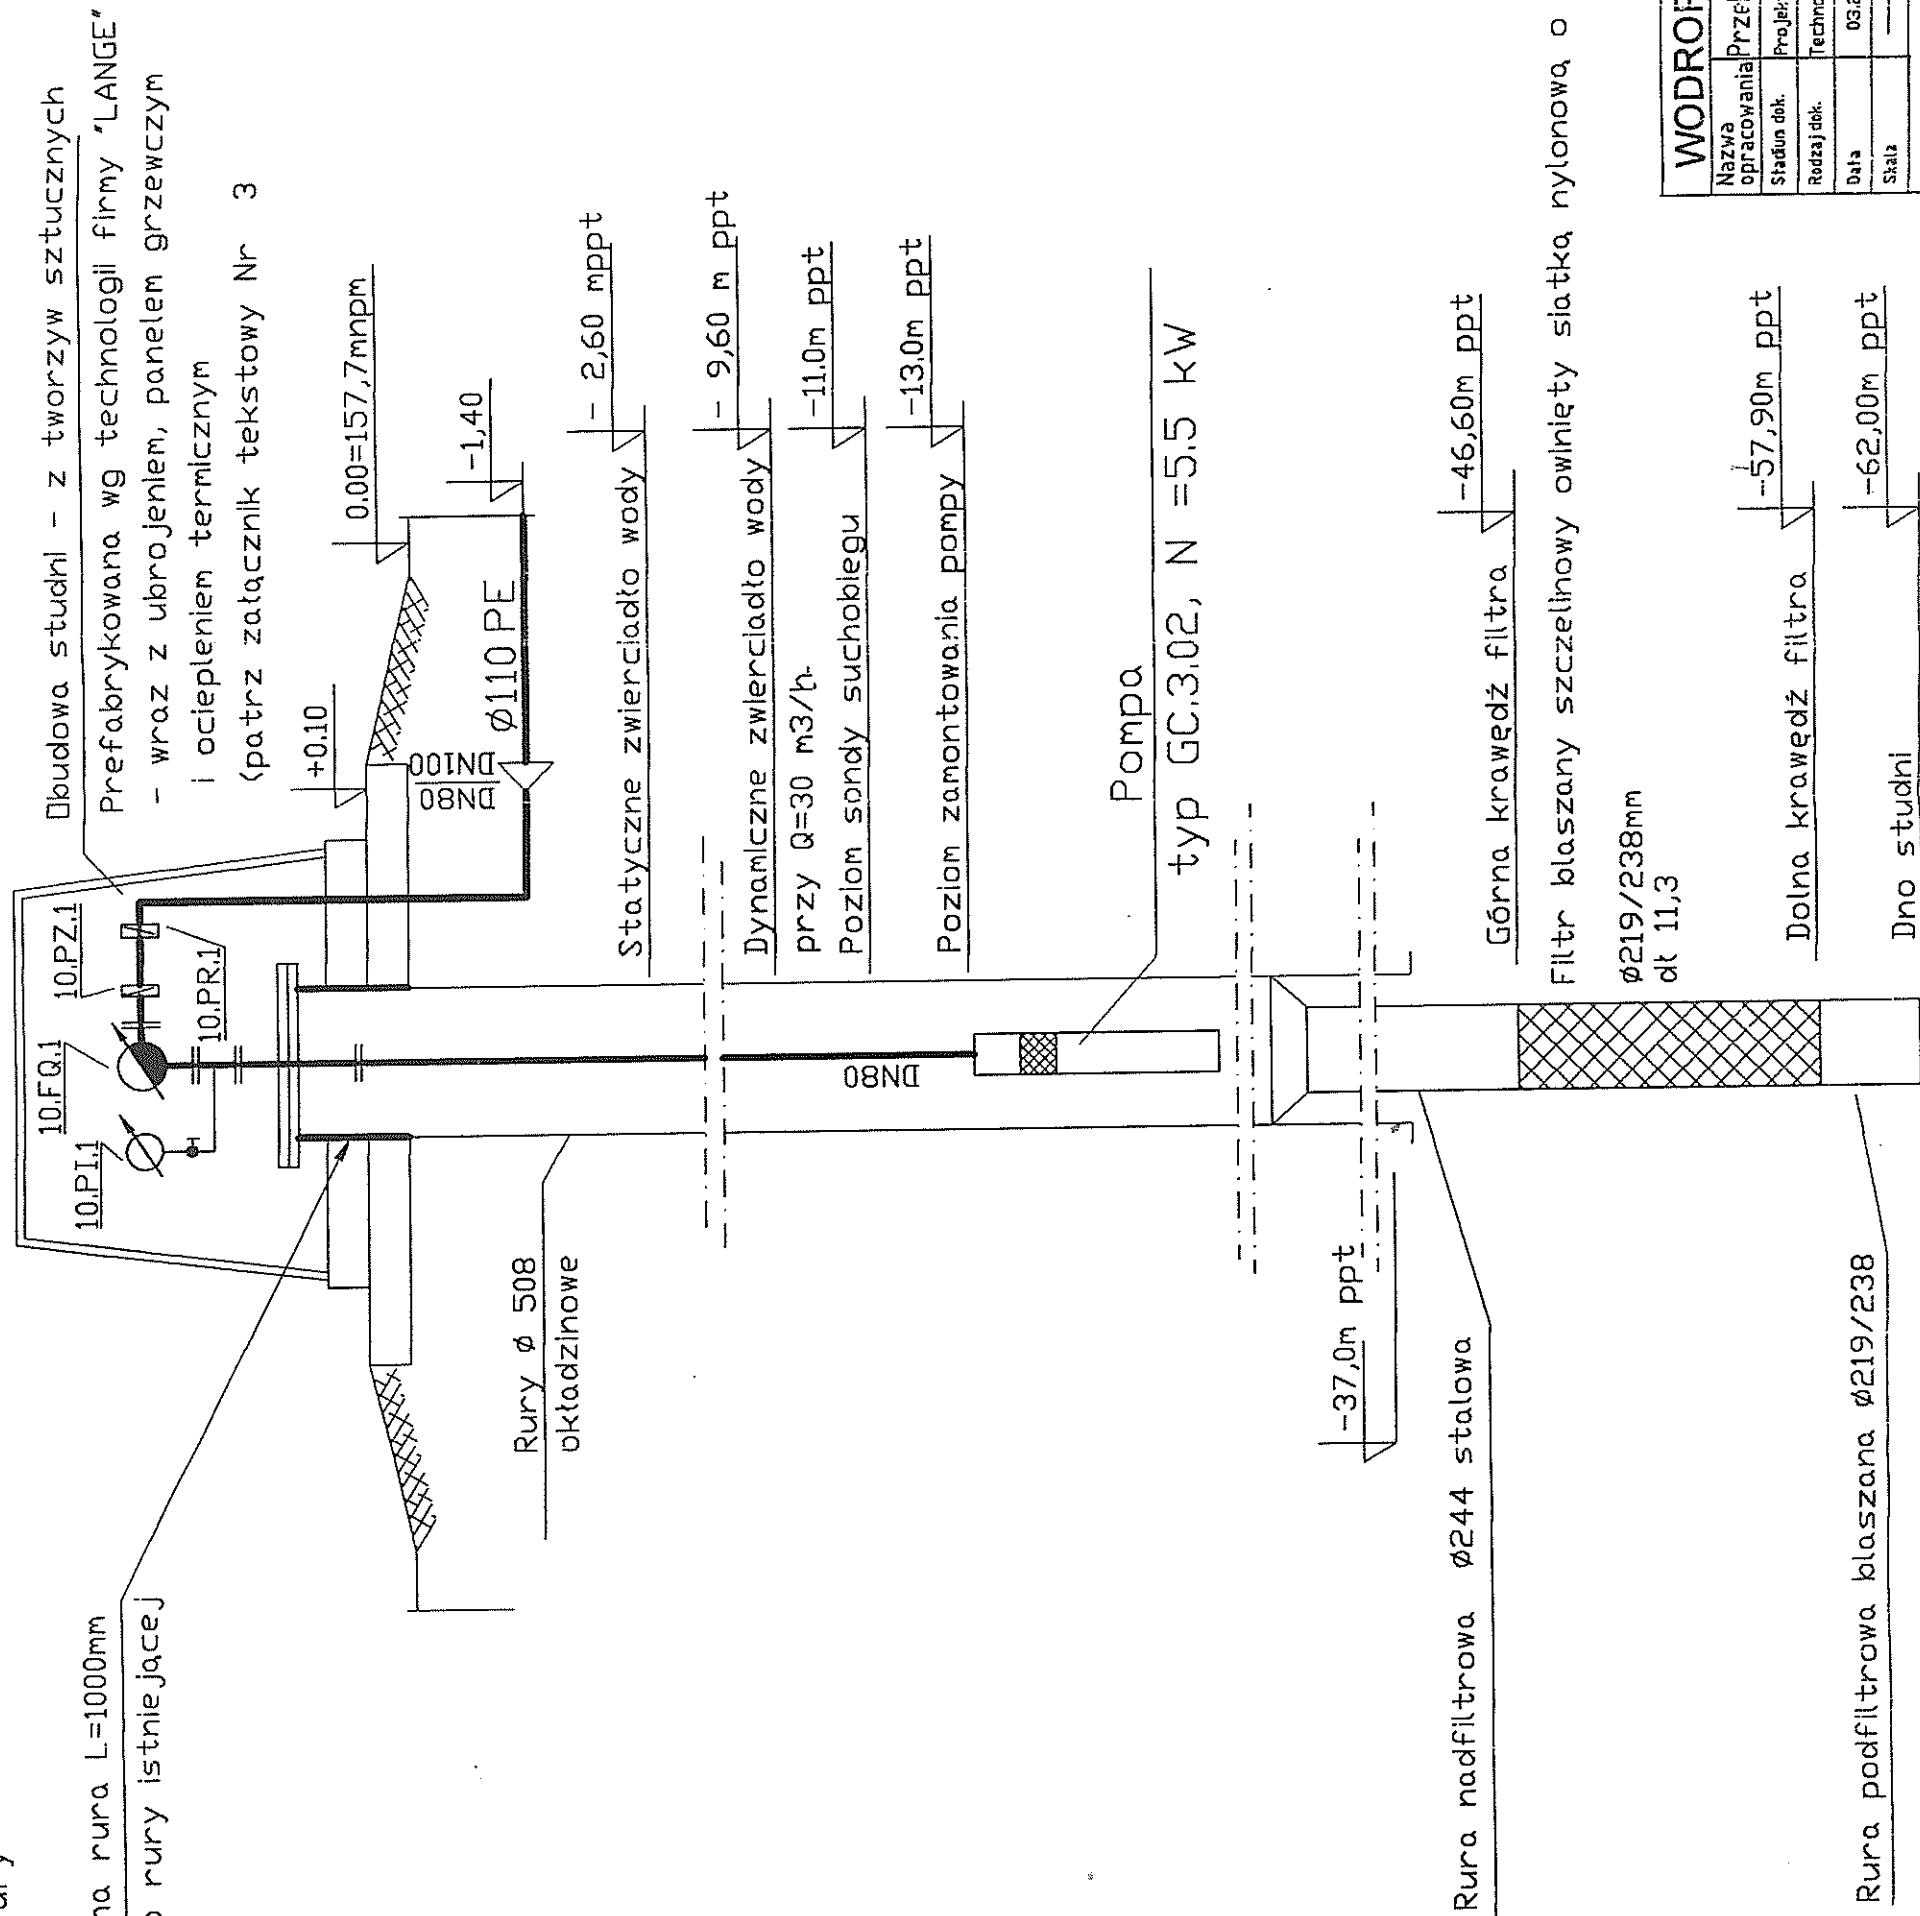 Obudowa studni - z tworzyw sztucznych
Prefabrykowana wg technologii firmy "LANGE"
- wraz z ubrojeniem, panelem grzewczym
i ociepleniem termicznym
(patrz załącznik tekstowy Nr 3
na rura L=1000mm
rury istniejącej
10.PI.1
10.FQ.1
10.PZ.1
10.PR.1
+0.10
0.00=157,7mnpm
-1,40
DN80
DN100
Ø110 PE
Rury ø 508
okładzinowe
Statyczne zwierciadło wody
- 2,60 mppt
Dynamiczne zwierciadło wody
- 9,60 m ppt
przy Q=30 m3/h
Poziom sondy suchobiegu
-11.0m ppt
Poziom zamontowania pompy
-13.0m ppt
DN80
Pompa
typ GC.3.02, N =5.5 kW
-37,0m ppt
Rura nadfiltrowa ø244 stalowa
Górna krawędź filtra
-46,60m ppt
Filtr blaszany szczelinowy owinięty siatką nylonową o
ø219/238mm
dł 11,3
Dolna krawędź filtra
-57,90m ppt
Rura podfiltrowa blaszana ø219/238
Dno studni
-62,00m ppt
WODROP
Nazwa
opracowania
Stadium dok.
Rodzaj dok.
Data
03.
Skala